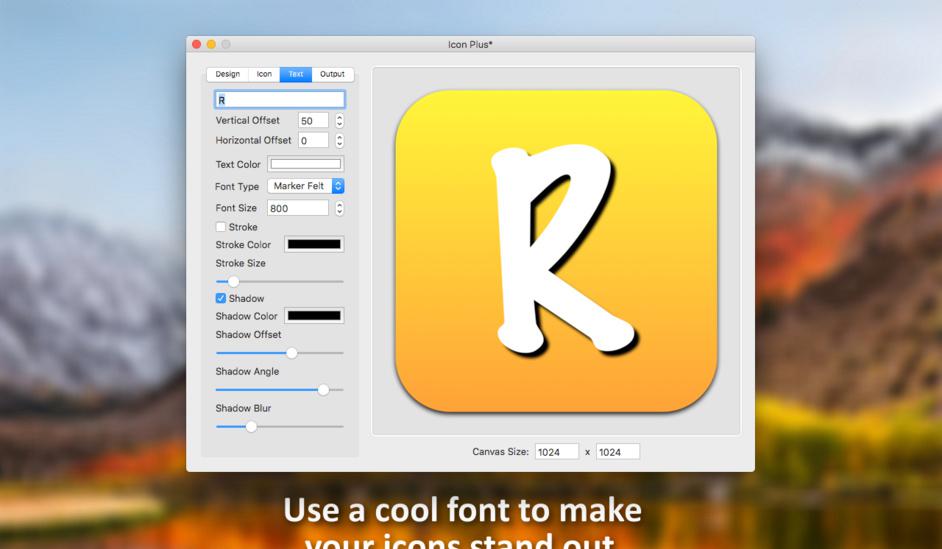 Icon Plus*
Design Icon Text Output
R
Vertical Offset 50
Horizontal Offset 0
Text Color
Font Type Marker Felt
Font Size 800
Stroke
Stroke Color
Stroke Size
Shadow
Shadow Color
Shadow Offset
Shadow Angle
Shadow Blur
R
Canvas Size: 1024 x 1024
Use a cool font to make
your icons stand out